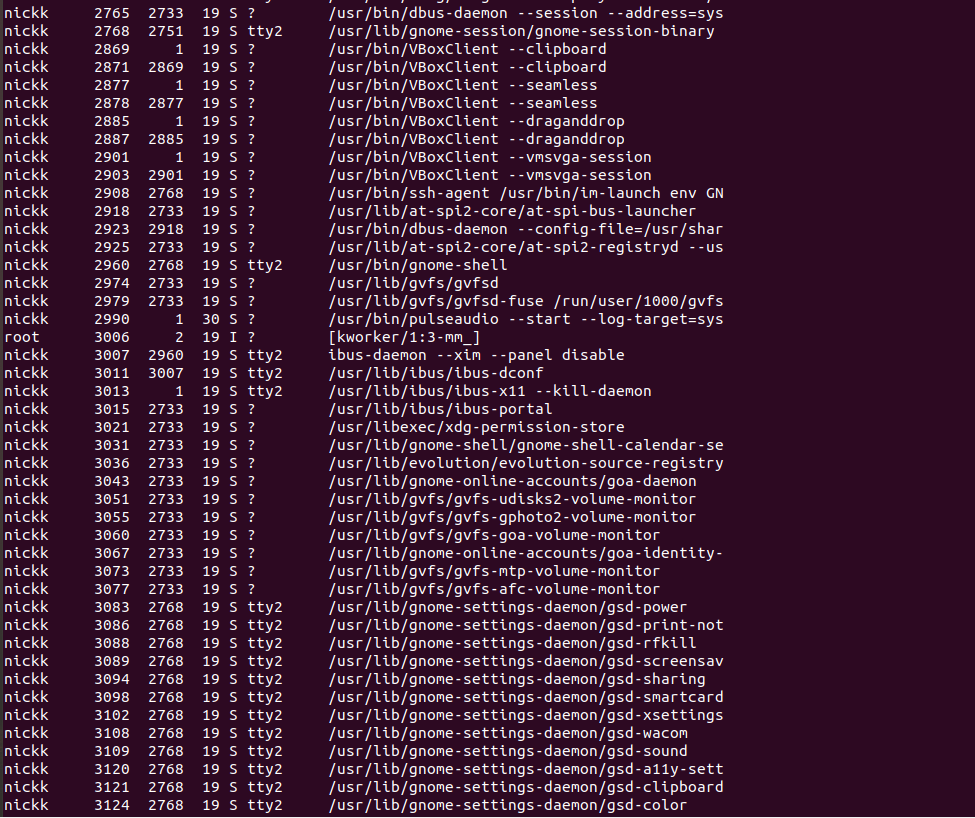 nickk 2765 2733 19 S ? /usr/bin/dbus-daemon --session --address=sys
nickk 2768 2751 19 S tty2 /usr/lib/gnome-session/gnome-session-binary
nickk 2869 1 19 S ? /usr/bin/VBoxClient --clipboard
nickk 2871 2869 19 S ? /usr/bin/VBoxClient --clipboard
nickk 2877 1 19 S ? /usr/bin/VBoxClient --seamless
nickk 2878 2877 19 S ? /usr/bin/VBoxClient --seamless
nickk 2885 1 19 S ? /usr/bin/VBoxClient --draganddrop
nickk 2887 2885 19 S ? /usr/bin/VBoxClient --draganddrop
nickk 2901 1 19 S ? /usr/bin/VBoxClient --vmsvga-session
nickk 2903 2901 19 S ? /usr/bin/VBoxClient --vmsvga-session
nickk 2908 2768 19 S ? /usr/bin/ssh-agent /usr/bin/im-launch env GN
nickk 2918 2733 19 S ? /usr/lib/at-spi2-core/at-spi-bus-launcher
nickk 2923 2918 19 S ? /usr/bin/dbus-daemon --config-file=/usr/shar
nickk 2925 2733 19 S ? /usr/lib/at-spi2-core/at-spi2-registryd --us
nickk 2960 2768 19 S tty2 /usr/bin/gnome-shell
nickk 2974 2733 19 S ? /usr/lib/gvfs/gvfsd
nickk 2979 2733 19 S ? /usr/lib/gvfs/gvfsd-fuse /run/user/1000/gvfs
nickk 2990 1 30 S ? /usr/bin/pulseaudio --start --log-target=sys
root 3006 2 19 I ? [kworker/1:3-mm_]
nickk 3007 2960 19 S tty2 ibus-daemon --xim --panel disable
nickk 3011 3007 19 S tty2 /usr/lib/ibus/ibus-dconf
nickk 3013 1 19 S tty2 /usr/lib/ibus/ibus-x11 --kill-daemon
nickk 3015 2733 19 S ? /usr/lib/ibus/ibus-portal
nickk 3021 2733 19 S ? /usr/libexec/xdg-permission-store
nickk 3031 2733 19 S ? /usr/lib/gnome-shell/gnome-shell-calendar-se
nickk 3036 2733 19 S ? /usr/lib/evolution/evolution-source-registry
nickk 3043 2733 19 S ? /usr/lib/gnome-online-accounts/goa-daemon
nickk 3051 2733 19 S ? /usr/lib/gvfs/gvfs-udisks2-volume-monitor
nickk 3055 2733 19 S ? /usr/lib/gvfs/gvfs-gphoto2-volume-monitor
nickk 3060 2733 19 S ? /usr/lib/gvfs/gvfs-goa-volume-monitor
nickk 3067 2733 19 S ? /usr/lib/gnome-online-accounts/goa-identity-
nickk 3073 2733 19 S ? /usr/lib/gvfs/gvfs-mtp-volume-monitor
nickk 3077 2733 19 S ? /usr/lib/gvfs/gvfs-afc-volume-monitor
nickk 3083 2768 19 S tty2 /usr/lib/gnome-settings-daemon/gsd-power
nickk 3086 2768 19 S tty2 /usr/lib/gnome-settings-daemon/gsd-print-not
nickk 3088 2768 19 S tty2 /usr/lib/gnome-settings-daemon/gsd-rfkill
nickk 3089 2768 19 S tty2 /usr/lib/gnome-settings-daemon/gsd-screensav
nickk 3094 2768 19 S tty2 /usr/lib/gnome-settings-daemon/gsd-sharing
nickk 3098 2768 19 S tty2 /usr/lib/gnome-settings-daemon/gsd-smartcard
nickk 3102 2768 19 S tty2 /usr/lib/gnome-settings-daemon/gsd-xsettings
nickk 3108 2768 19 S tty2 /usr/lib/gnome-settings-daemon/gsd-wacom
nickk 3109 2768 19 S tty2 /usr/lib/gnome-settings-daemon/gsd-sound
nickk 3120 2768 19 S tty2 /usr/lib/gnome-settings-daemon/gsd-a11y-sett
nickk 3121 2768 19 S tty2 /usr/lib/gnome-settings-daemon/gsd-clipboard
nickk 3124 2768 19 S tty2 /usr/lib/gnome-settings-daemon/gsd-color